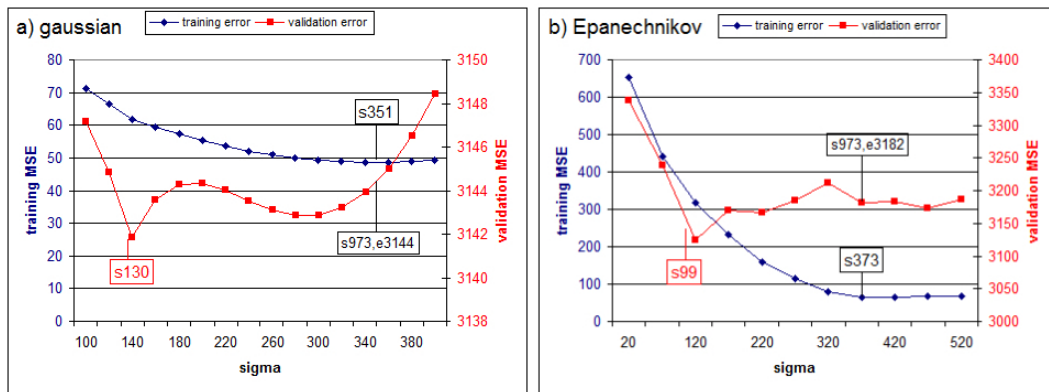 a) gaussian
training error
validation error
80
70
60
50
40
30
20
10
0
training MSE
3150
3148
3146
3144
3142
3140
3138
validation MSE
s351
s973,e3144
s130
100 140 180 220 260 300 340 380
sigma
b) Epanechnikov
training error
validation error
700
600
500
400
300
200
100
0
training MSE
3400
3350
3300
3250
3200
3150
3100
3050
3000
validation MSE
s973,e3182
s99
s373
20 120 220 320 420 520
sigma